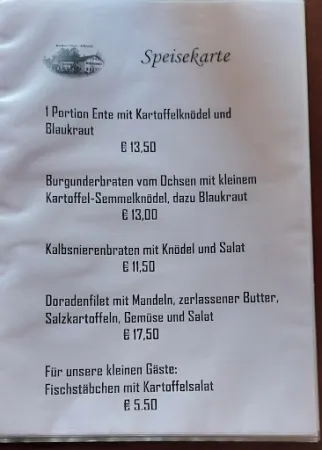 Speisekarte
1 Portion Ente mit Kartoffelknödel und
Blaukraut
€ 13,50
Burgunderbraten vom Ochsen mit kleinem
Kartoffel-Semmelknödel, dazu Blaukraut
€ 13,00
Kalbsnierenbraten mit Knödel und Salat
€ 11,50
Doradenfilet mit Mandeln, zerlassener Butter,
Salzkartoffeln, Gemüse und Salat
€ 17,50
Für unsere kleinen Gäste:
Fischstäbchen mit Kartoffelsalat
€ 5.50